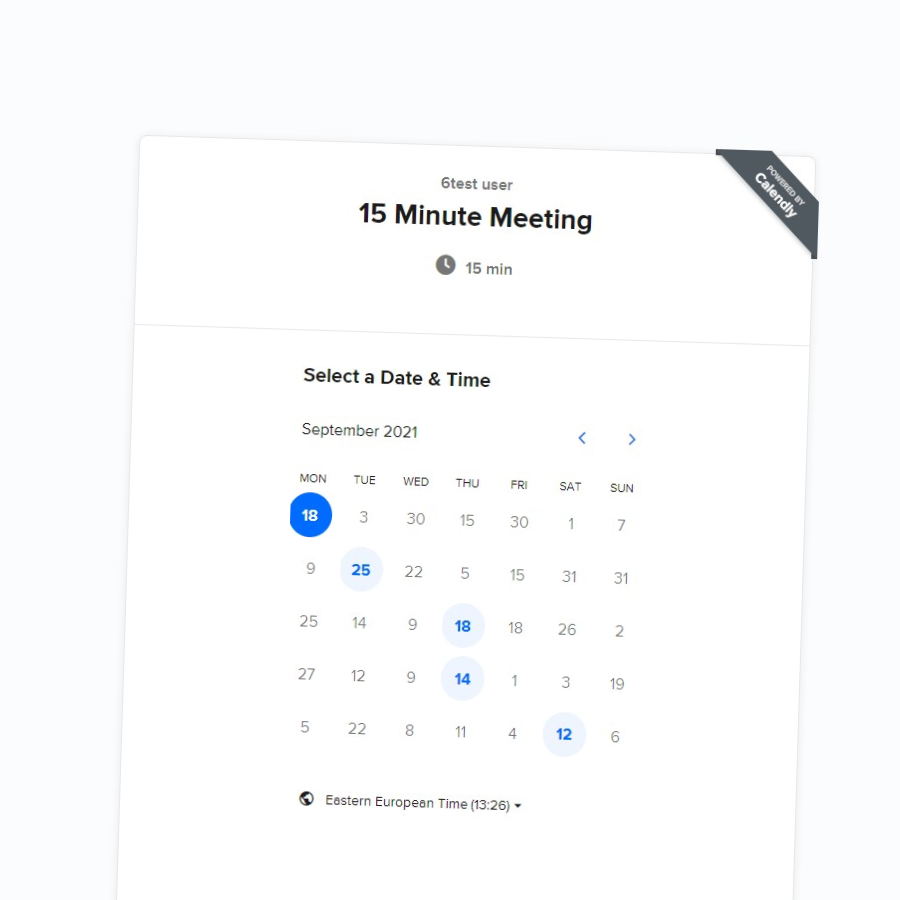 POWERED BY
Calendly
6test user
15 Minute Meeting
15 min
Select a Date & Time
September 2021
MON TUE WED THU FRI SAT SUN
18 3 30 15 30 1 7
9 25 22 5 15 31 31
25 14 9 18 18 26 2
27 12 9 14 1 3 19
5 22 8 11 4 12 6
Eastern European Time (13:26)